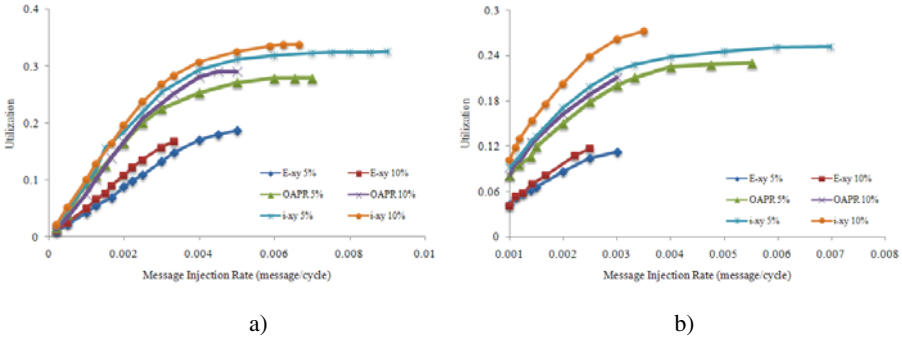 0.4
0.3
0.2
0.1
0
Utilization
E-xy 5% E-xy 10%
OAPR 5% OAPR 10%
i-xy 5% i-xy 10%
0 0.002 0.004 0.006 0.008 0.01
Message Injection Rate (message/cycle)
a)
0.3
0.24
0.18
0.12
0.06
0
Utilization
E-xy 5% E-xy 10%
OAPR 5% OAPR 10%
i-xy 5% i-xy 10%
0.001 0.002 0.003 0.004 0.005 0.006 0.007 0.008
Message Injection Rate (message/cycle)
b)